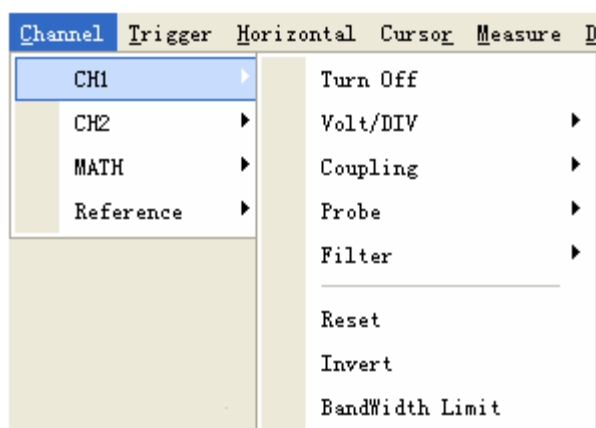 Channel Trigger Horizontal Cursor Measure D
CH1
CH2
MATH
Reference
Turn Off
Volt/DIV
Coupling
Probe
Filter
Reset
Invert
BandWidth Limit